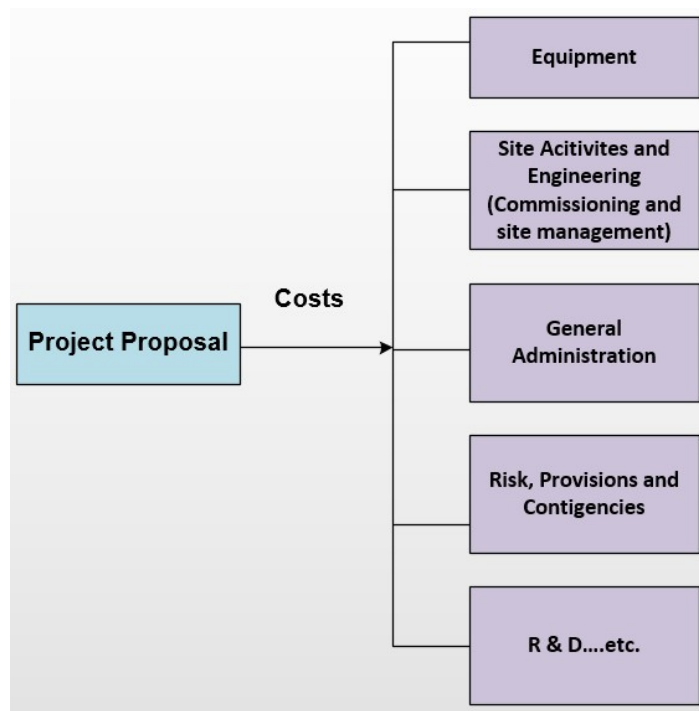 Project Proposal
Costs
Equipment
Site Acitivites and
Engineering
(Commissioning and
site management)
General
Administration
Risk, Provisions and
Contigencies
R & D....etc.